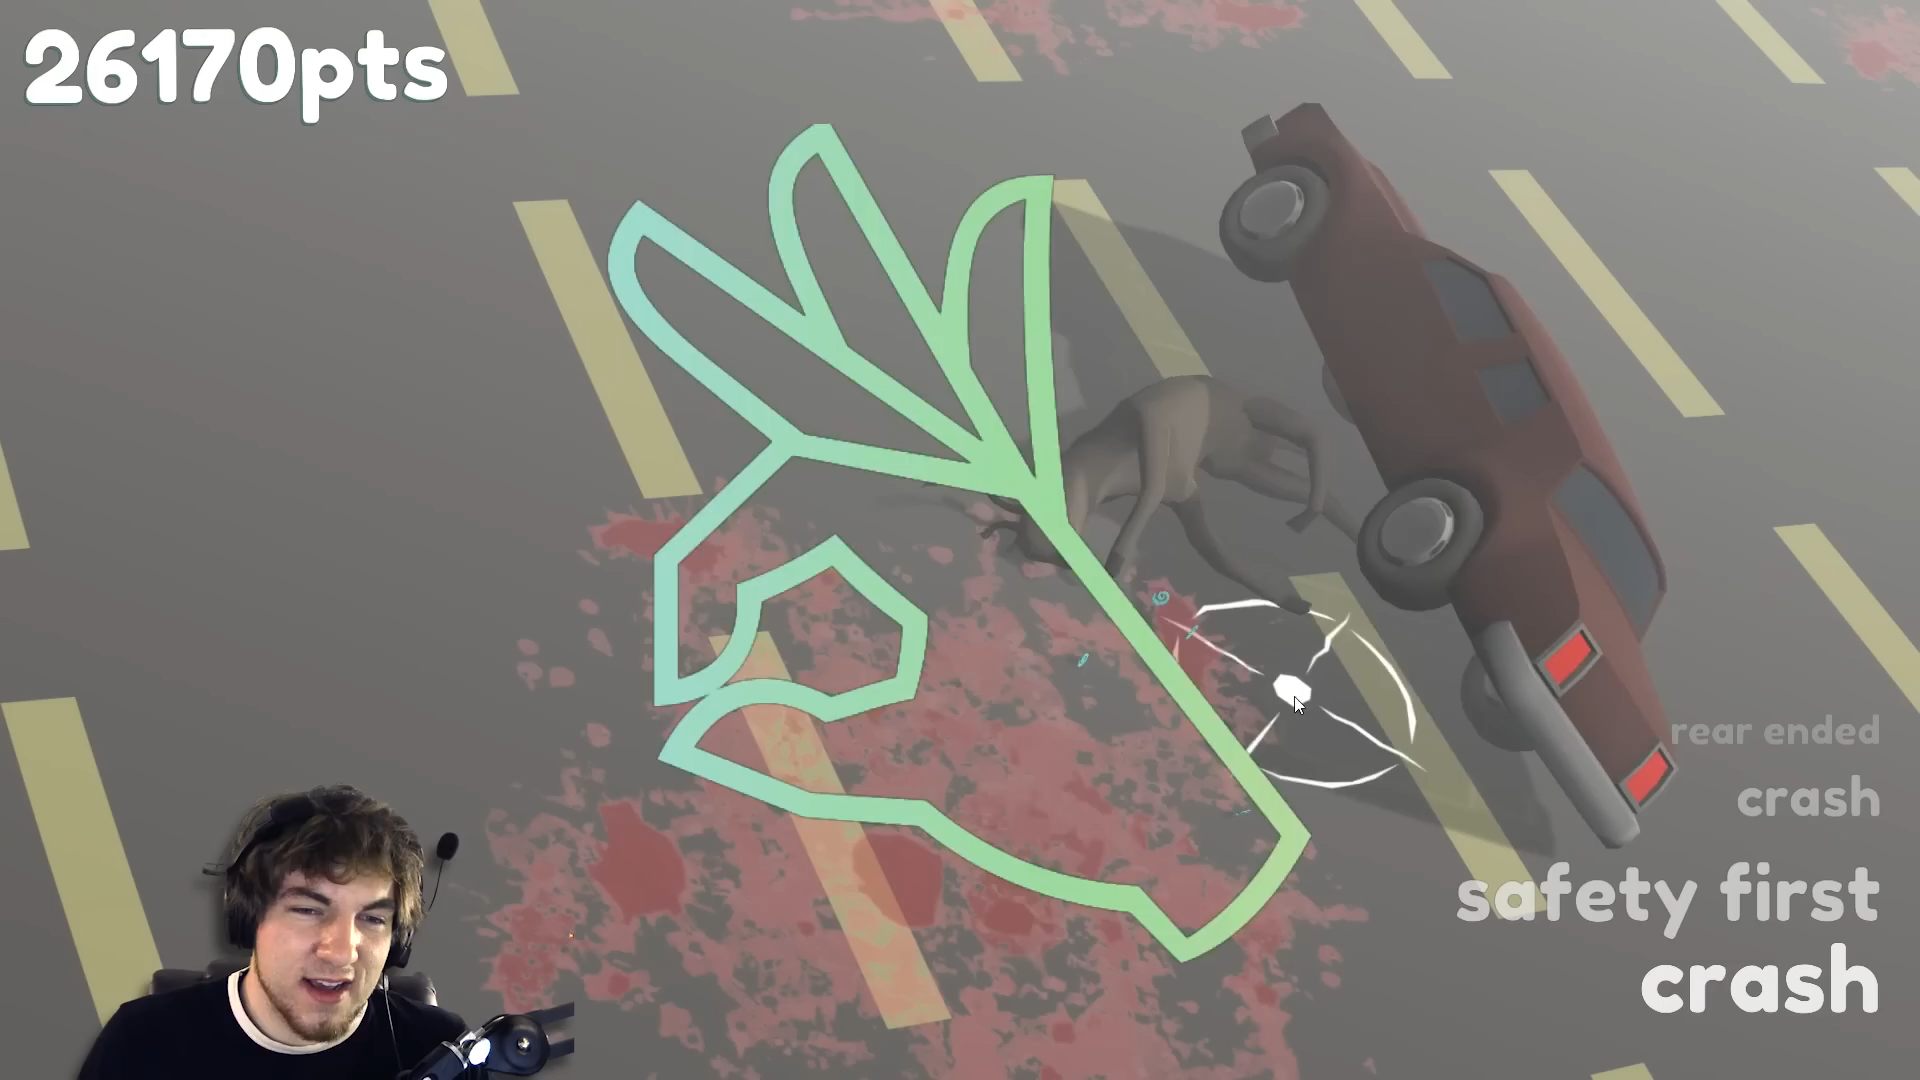 26170pts
rear ended
crash
safety first
crash